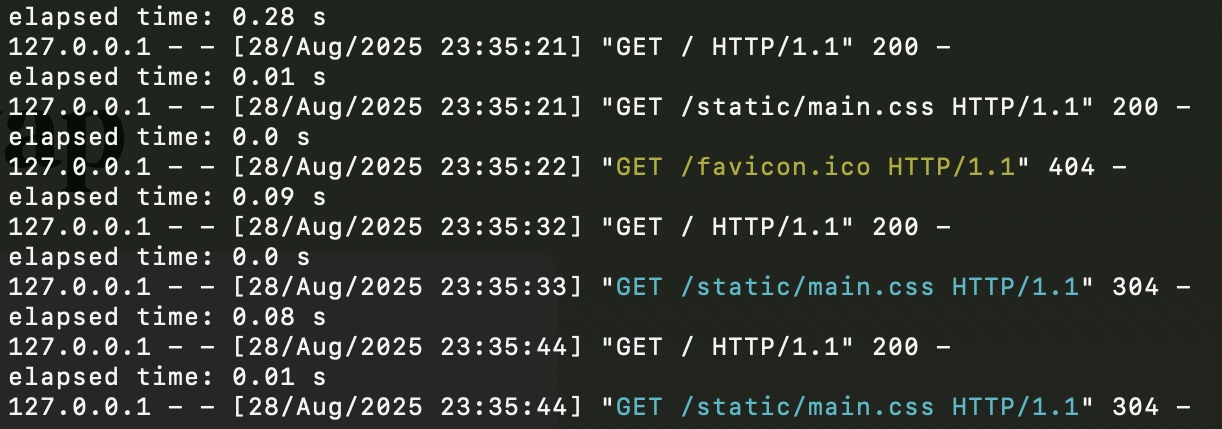 elapsed time: 0.28 s
127.0.0.1 - - [28/Aug/2025 23:35:21] "GET / HTTP/1.1" 200 -
elapsed time: 0.01 s
127.0.0.1 - - [28/Aug/2025 23:35:21] "GET /static/main.css HTTP/1.1" 200 -
elapsed time: 0.0 s
127.0.0.1 - - [28/Aug/2025 23:35:22] "GET /favicon.ico HTTP/1.1" 404 -
elapsed time: 0.09 s
127.0.0.1 - - [28/Aug/2025 23:35:32] "GET / HTTP/1.1" 200 -
elapsed time: 0.0 s
127.0.0.1 - - [28/Aug/2025 23:35:33] "GET /static/main.css HTTP/1.1" 304 -
elapsed time: 0.08 s
127.0.0.1 - - [28/Aug/2025 23:35:44] "GET / HTTP/1.1" 200 -
elapsed time: 0.01 s
127.0.0.1 - - [28/Aug/2025 23:35:44] "GET /static/main.css HTTP/1.1" 304 -